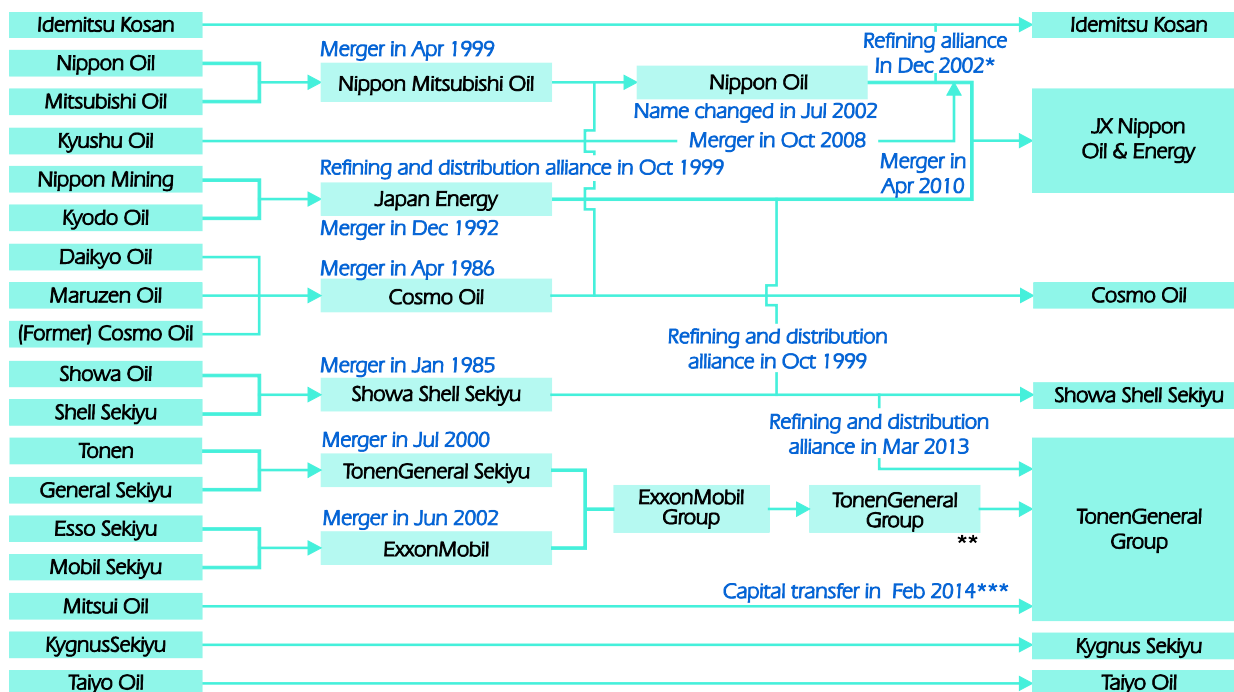 Idemitsu Kosan
Idemitsu Kosan
Refining alliance
In Dec 2002*
Merger in Apr 1999
Nippon Oil
Mitsubishi Oil
Nippon Mitsubishi Oil
Nippon Oil
Name changed in Jul 2002
Kyushu Oil
Merger in Oct 2008
JX Nippon
Oil & Energy
Merger in
Apr 2010
Refining and distribution alliance in Oct 1999
Nippon Mining
Kyodo Oil
Japan Energy
Merger in Dec 1992
Daikyo Oil
Maruzen Oil
(Former) Cosmo Oil
Merger in Apr 1986
Cosmo Oil
Cosmo Oil
Refining and distribution
alliance in Oct 1999
Showa Oil
Shell Sekiyu
Merger in Jan 1985
Showa Shell Sekiyu
Showa Shell Sekiyu
Refining and distribution
alliance in Mar 2013
Tonen
General Sekiyu
Merger in Jul 2000
TonenGeneral Sekiyu
Esso Sekiyu
Mobil Sekiyu
Merger in Jun 2002
ExxonMobil
ExxonMobil
Group
TonenGeneral
Group
**
TonenGeneral
Group
Mitsui Oil
Capital transfer in Feb 2014***
KygnusSekiyu
Kygnus Sekiyu
Taiyo Oil
Taiyo Oil